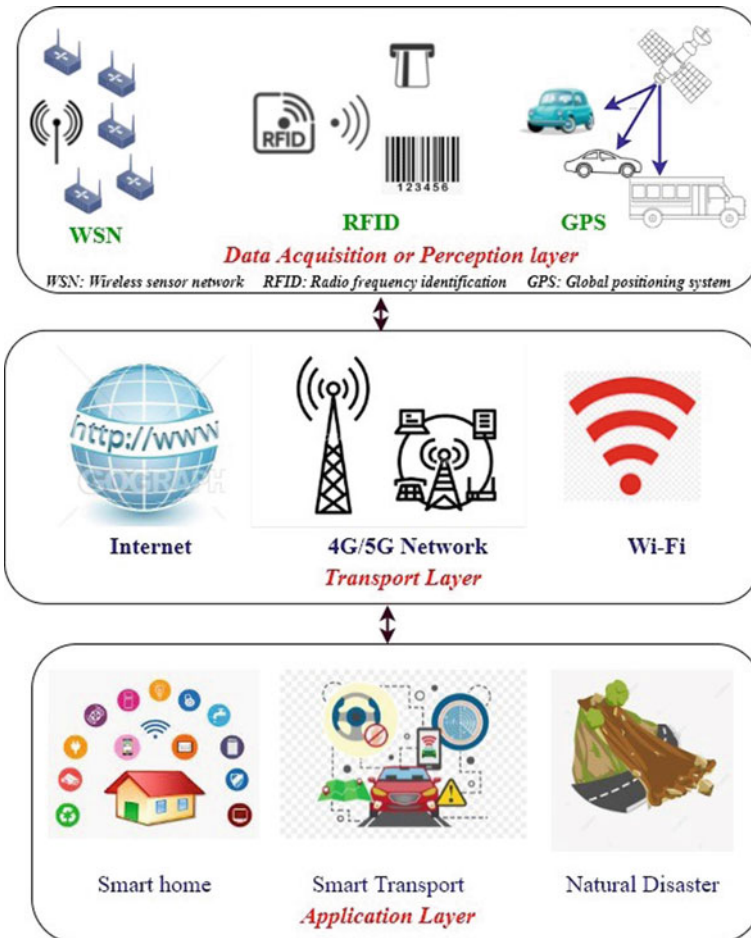 RFID
123456
WSN
RFID
GPS
Data Acquisition or Perception layer
WSN: Wireless sensor network RFID: Radio frequency identification GPS: Global positioning system
http://www
GOGRAPH
Internet
4G/5G Network
Wi-Fi
Transport Layer
Smart home
Smart Transport
Natural Disaster
Application Layer